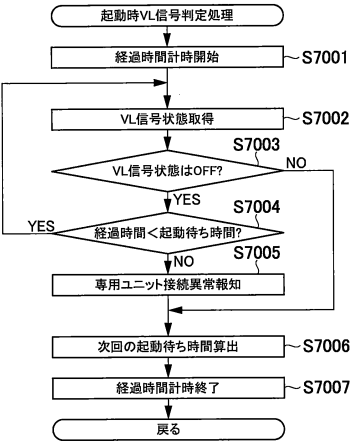 起動時VL信号判定処理
経過時間計時開始
S7001
VL信号状態取得
S7002
S7003
VL信号状態はOFF?
NO
YES
S7004
YES
経過時間<起動待ち時間?
NO
S7005
専用ユニット接続異常報知
次回の起動待ち時間算出
S7006
経過時間計時終了
S7007
戻る